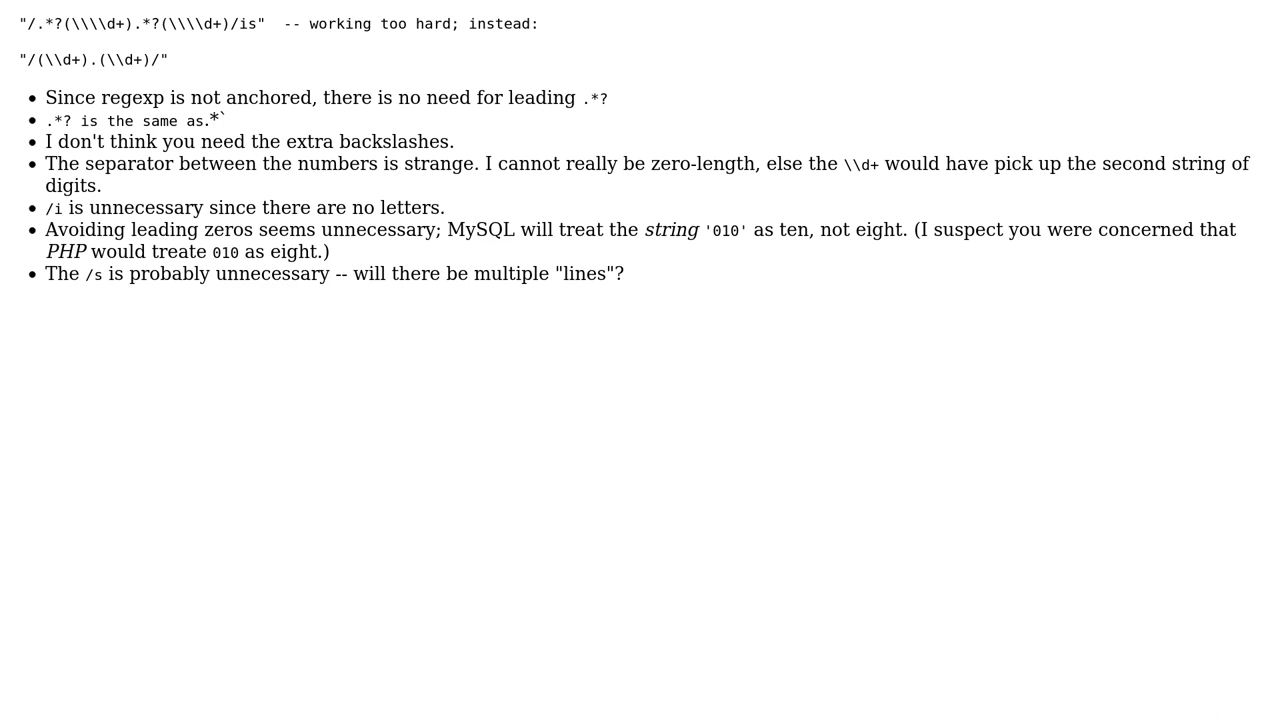 "/.*?(\\\\d+).*?(\\\\d+)/is"  -- working too hard; instead:
"/(\\d+).(\\d+)/"
• Since regexp is not anchored, there is no need for leading .*?
• .*? is the same as.*`
• I don't think you need the extra backslashes.
• The separator between the numbers is strange. I cannot really be zero-length, else the \\d+ would have pick up the second string of
digits.
• /i is unnecessary since there are no letters.
• Avoiding leading zeros seems unnecessary; MySQL will treat the string '010' as ten, not eight. (I suspect you were concerned that
PHP would treate 010 as eight.)
• The /s is probably unnecessary -- will there be multiple "lines"?